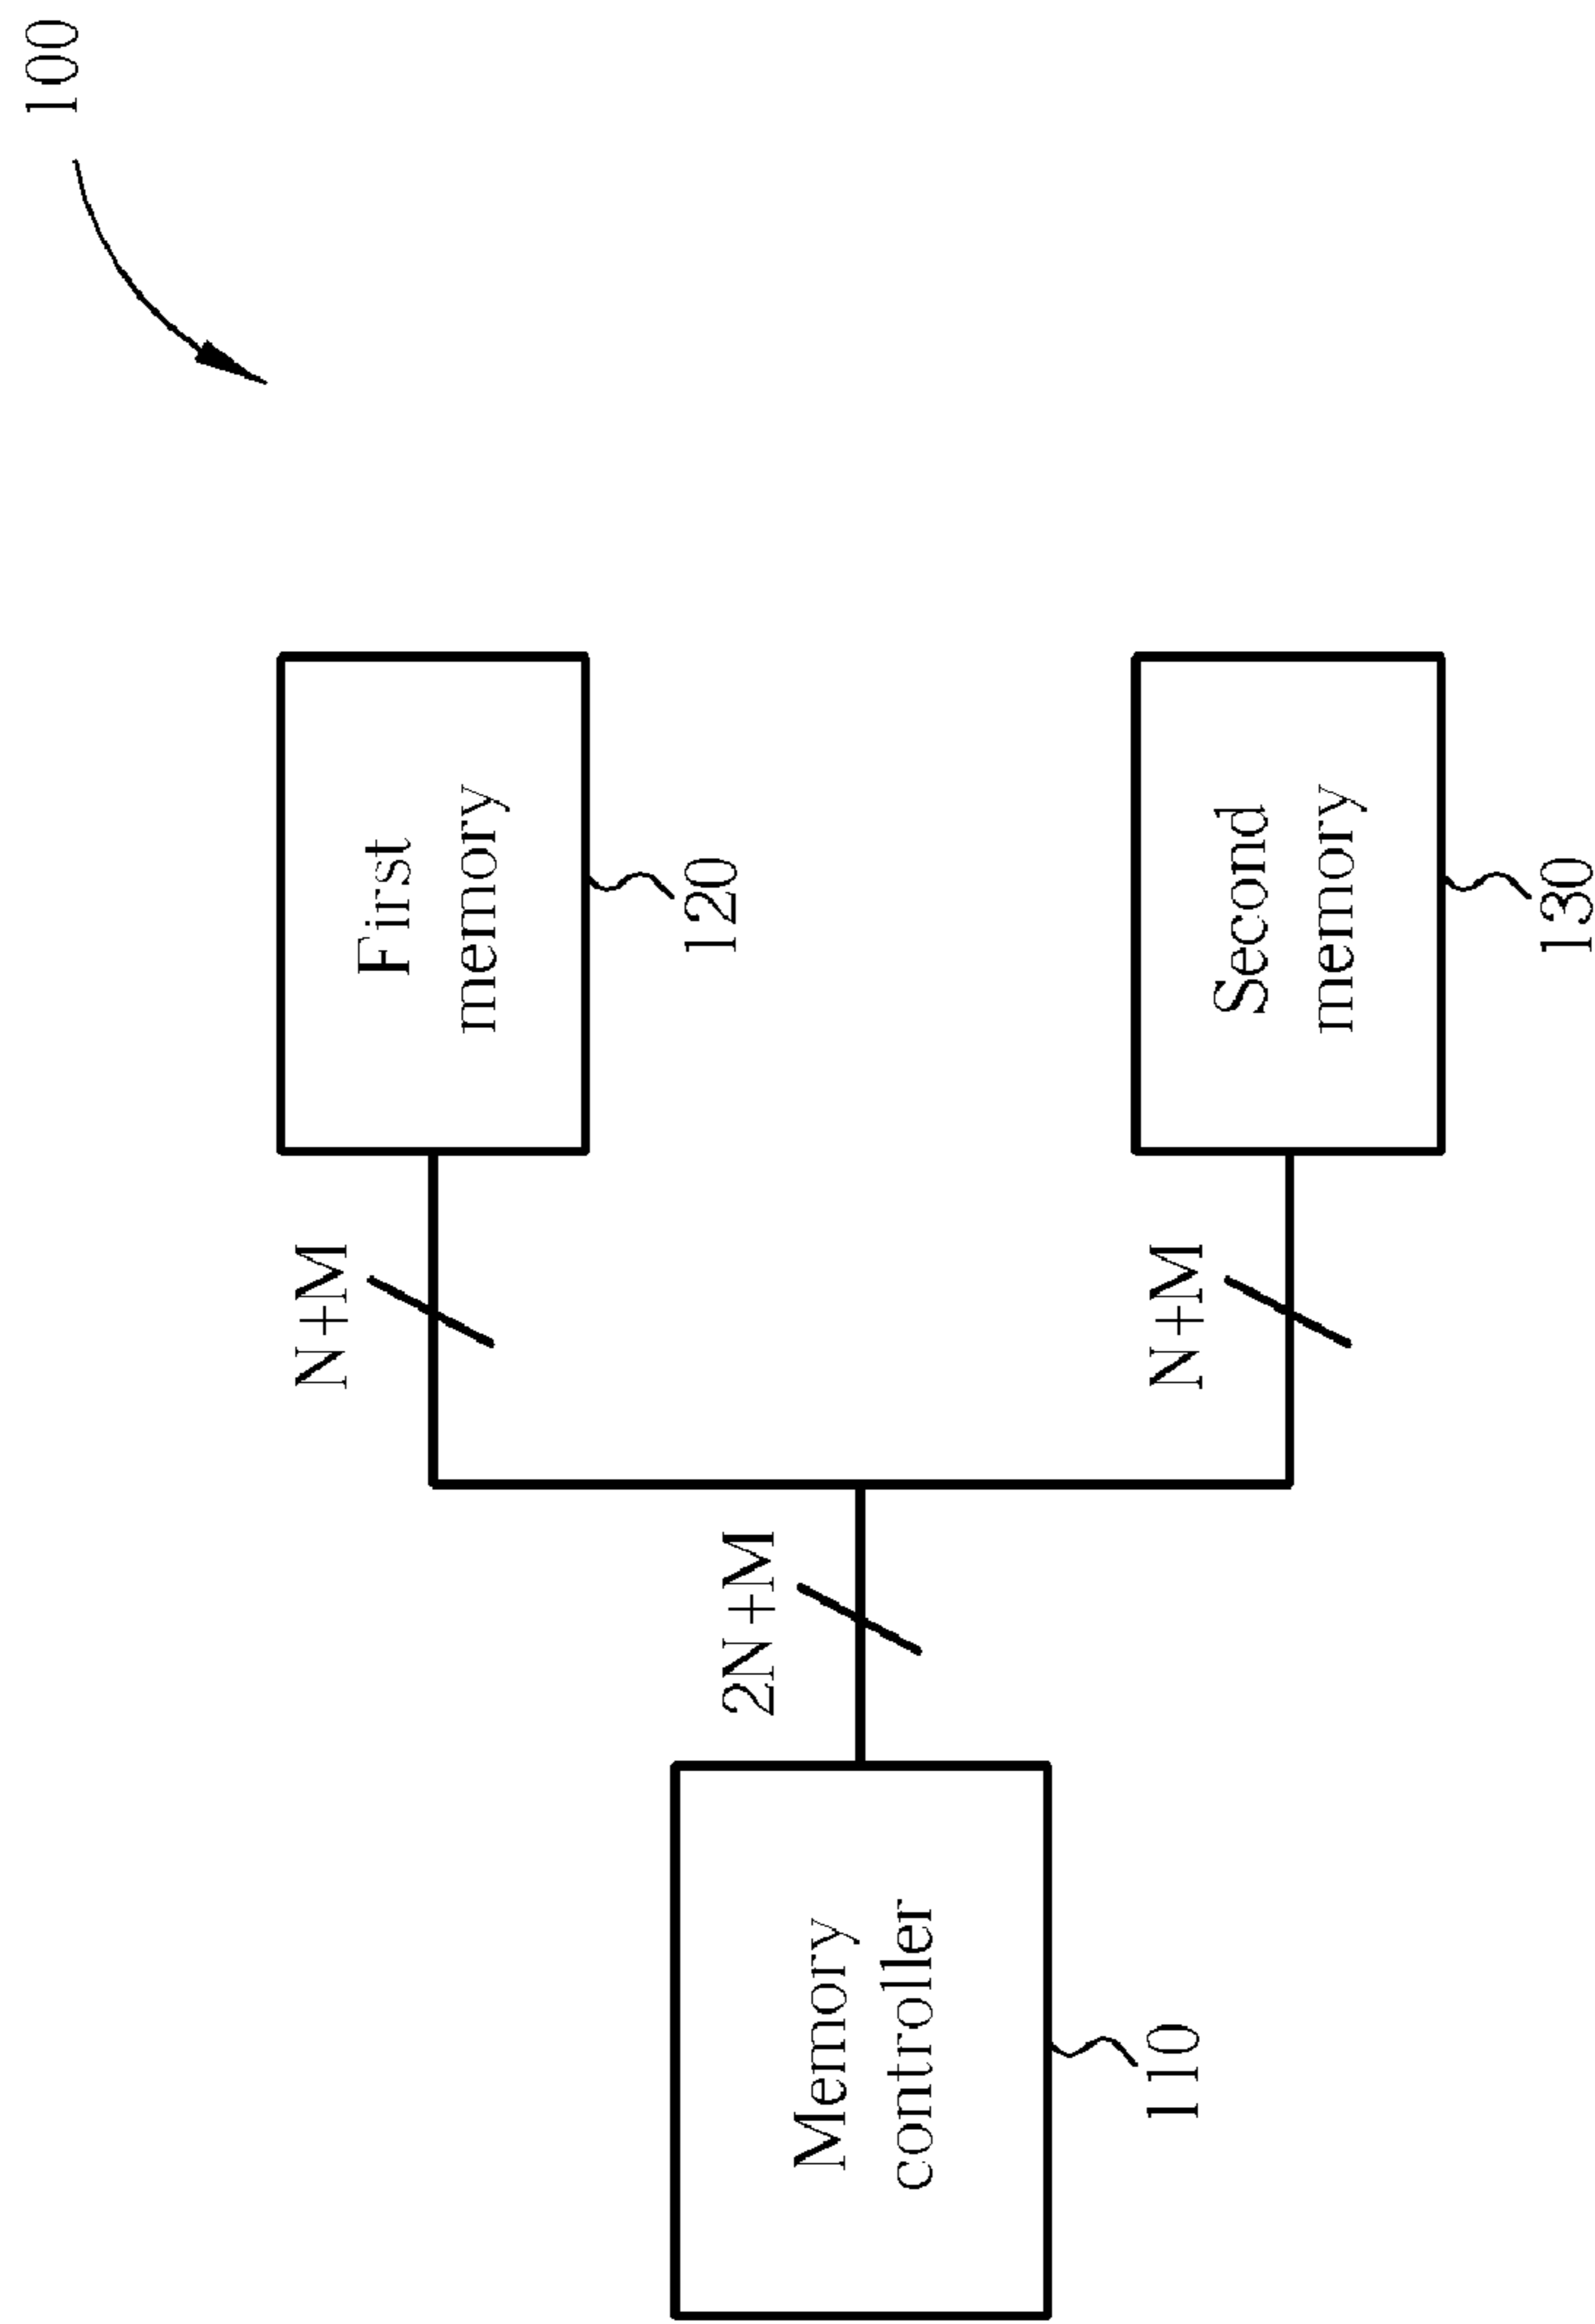 100
First
memory
120
N+M
Second
memory
130
N+M
2N+M
Memory
controller
110